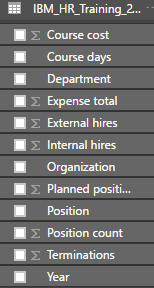 IBM_HR_Training_2...
Course cost
Course days
Department
Expense total
External hires
Internal hires
Organization
Planned positi...
Position
Position count
Terminations
Year